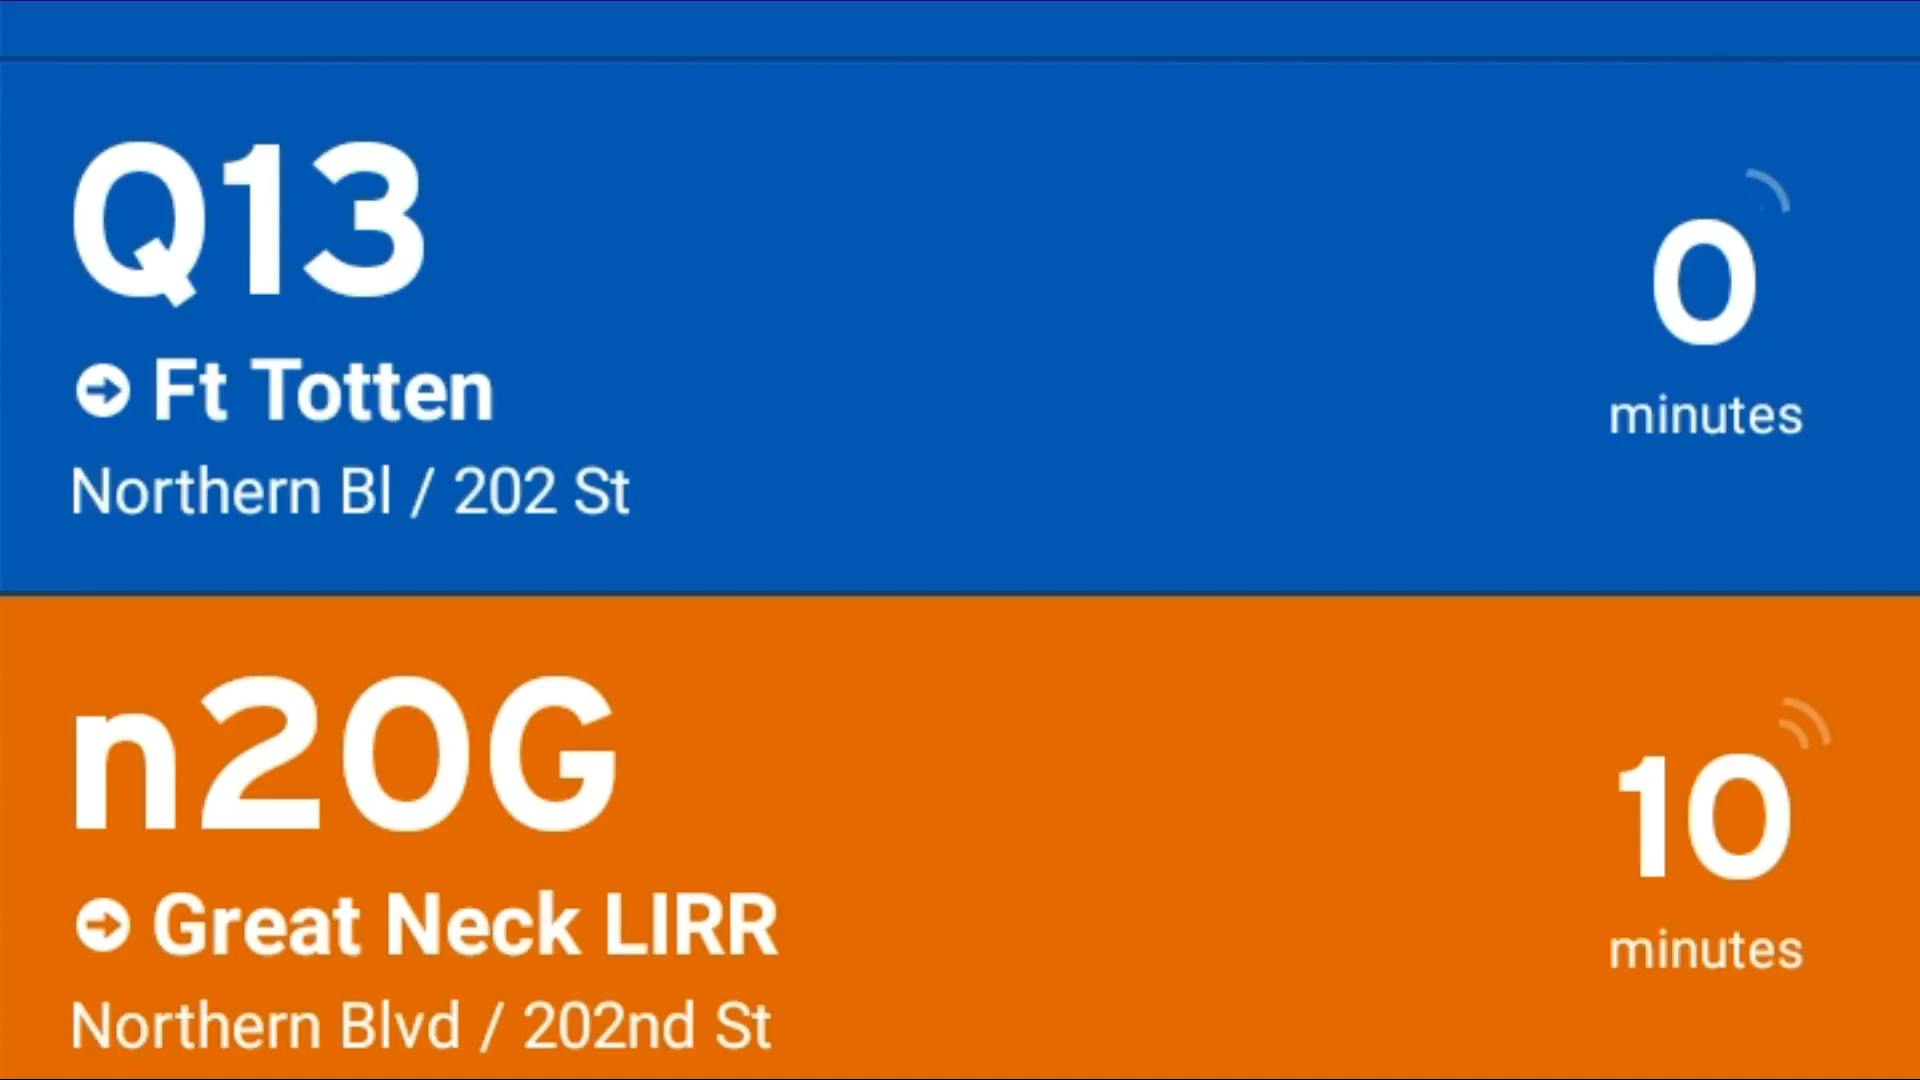 Q13
0
Ft Totten
minutes
Northern Bl / 202 St
n20G
10
Great Neck LIRR
minutes
Northern Blvd / 202nd St